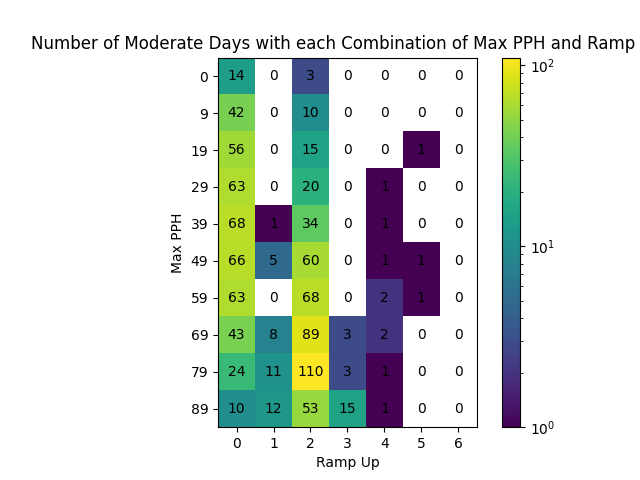 Number of Moderate Days with each Combination of Max PPH and Ramp
0 14 0 3 0 0 0 0
9 42 0 10 0 0 0 0
19 56 0 15 0 0 1 0
29 63 0 20 0 1 0 0
39 68 1 34 0 1 0 0
49 66 5 60 0 1 1 0
59 63 0 68 0 2 1 0
69 43 8 89 3 2 0 0
79 24 11 110 3 1 0 0
89 10 12 53 15 1 0 0
0 1 2 3 4 5 6
Ramp Up
Max PPH
10²
10¹
10⁰